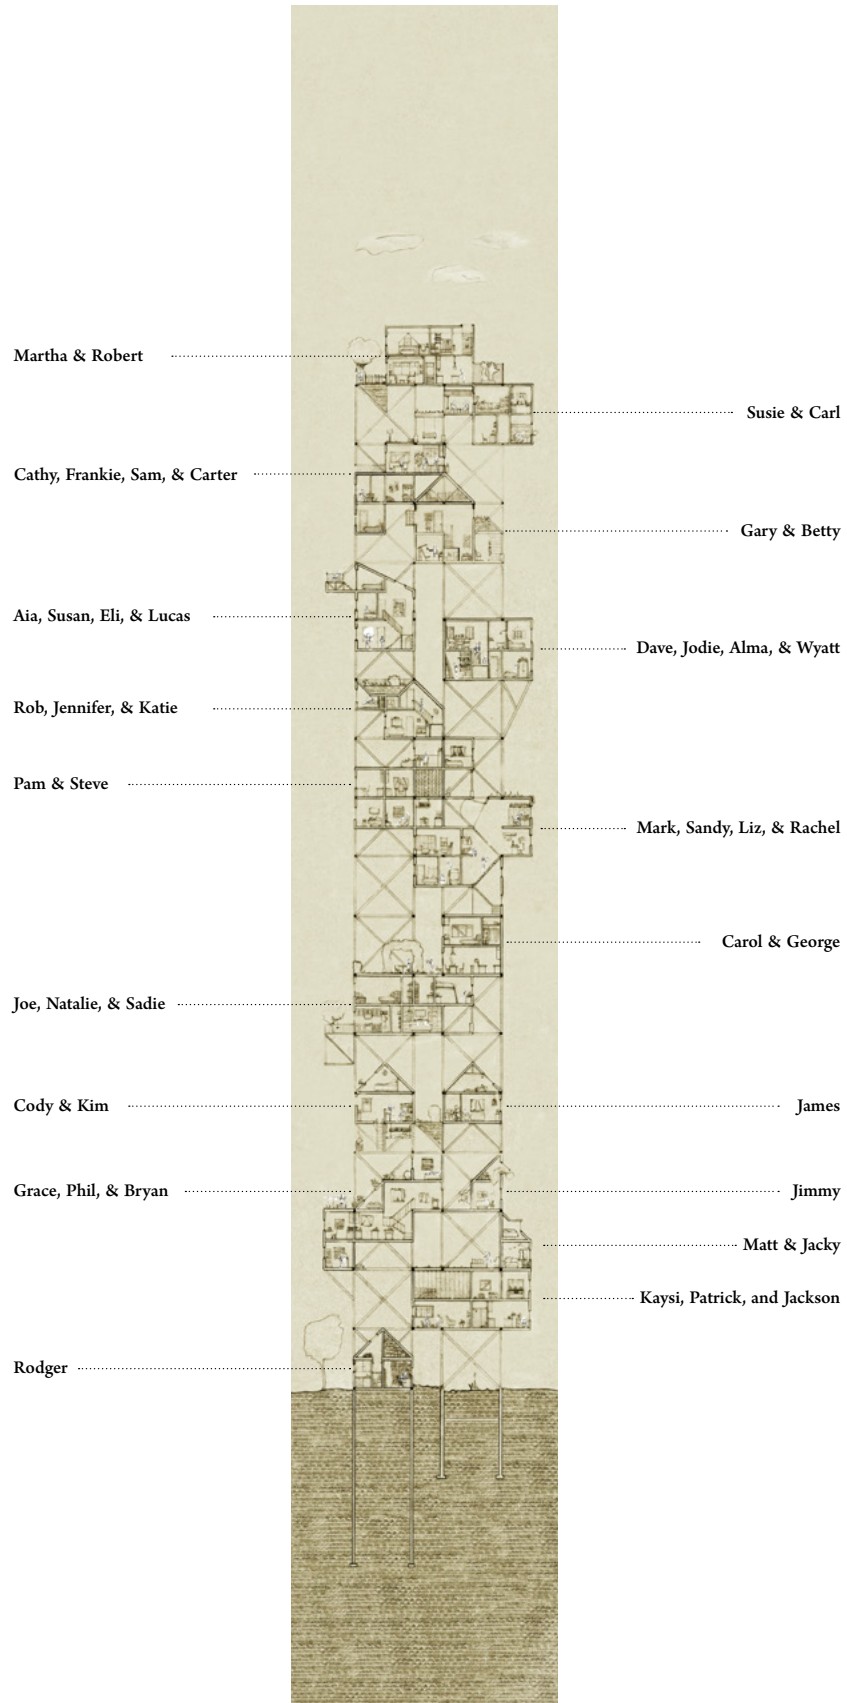 Martha & Robert
Susie & Carl
Cathy, Frankie, Sam, & Carter
Gary & Betty
Aia, Susan, Eli, & Lucas
Dave, Jodie, Alma, & Wyatt
Rob, Jennifer, & Katie
Pam & Steve
Mark, Sandy, Liz, & Rachel
Carol & George
Joe, Natalie, & Sadie
Cody & Kim
James
Grace, Phil, & Bryan
Jimmy
Matt & Jacky
Kaysi, Patrick, and Jackson
Rodger